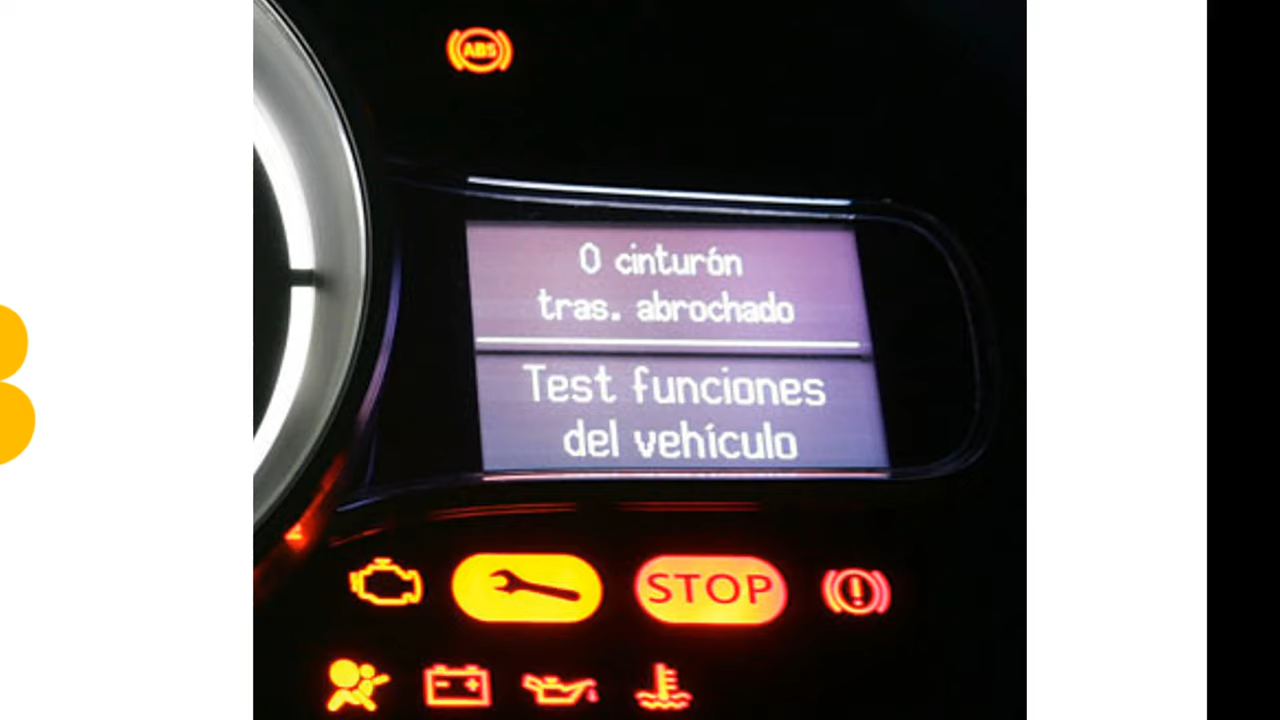 ABS
0 cinturón
tras. abrochado
Test funciones
del vehículo
STOP